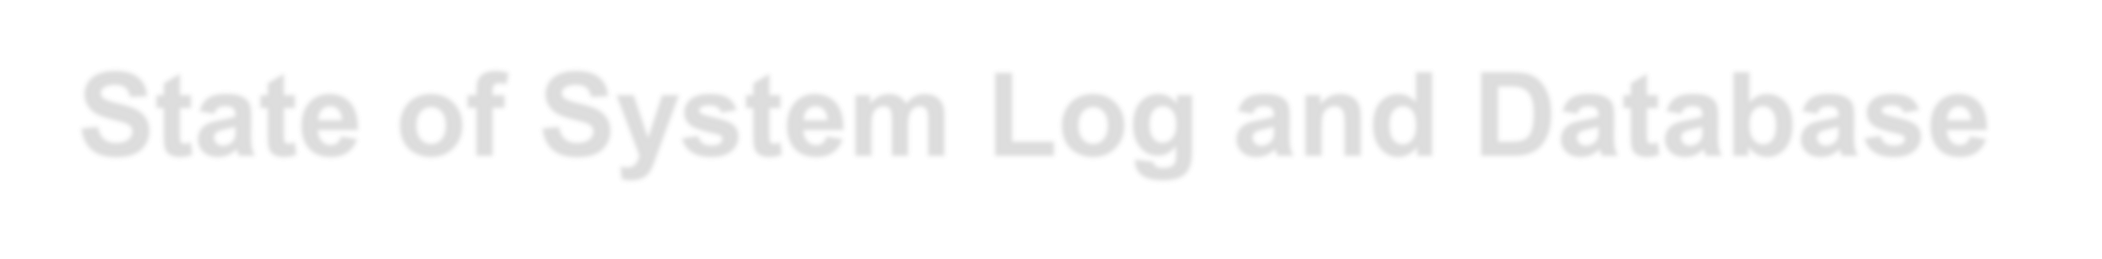 State of System Log and Database